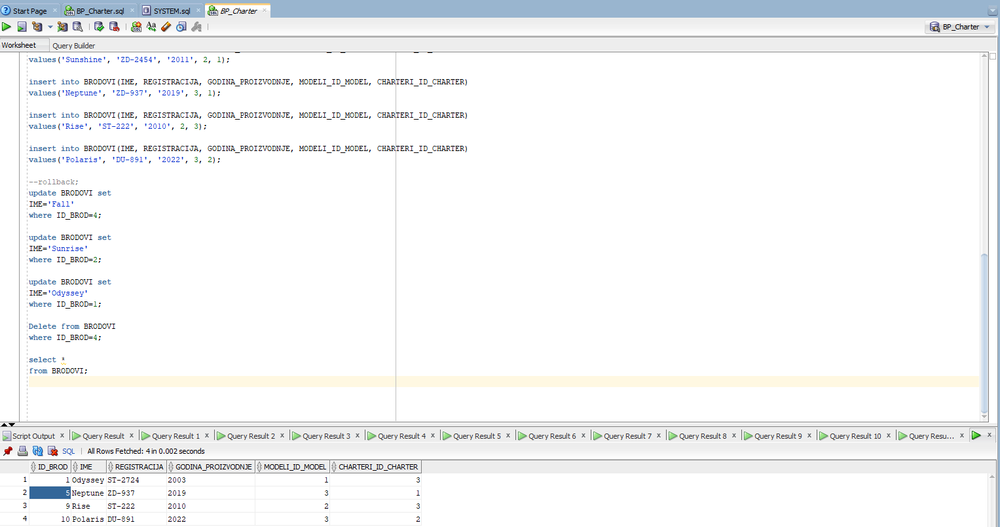 Start Page BP_Charter.sql SYSTEM.sql BP_Charter
BP_Charter
Worksheet Query Builder
values('Sunshine', 'ZD-2454', '2011', 2, 1);
insert into BRODOVI(IME, REGISTRACIJA, GODINA_PROIZVODNJE, MODELI_ID_MODEL, CHARTERI_ID_CHARTER)
values('Neptune', 'ZD-937', '2019', 3, 1);
insert into BRODOVI(IME, REGISTRACIJA, GODINA_PROIZVODNJE, MODELI_ID_MODEL, CHARTERI_ID_CHARTER)
values('Rise', 'ST-222', '2010', 2, 3);
insert into BRODOVI(IME, REGISTRACIJA, GODINA_PROIZVODNJE, MODELI_ID_MODEL, CHARTERI_ID_CHARTER)
values('Polaris', 'DU-891', '2022', 3, 2);
--rollback;
update BRODOVI set
IME='Fall'
where ID_BROD=4;
update BRODOVI set
IME='Sunrise'
where ID_BROD=2;
update BRODOVI set
IME='Odyssey'
where ID_BROD=1;
Delete from BRODOVI
where ID_BROD=4;
select *
from BRODOVI;
Script Output x Query Result x Query Result 1 x Query Result 2 x Query Result 3 x Query Result 4 x Query Result 5 x Query Result 6 x Query Result 7 x Query Result 8 x Query Result 9 x Query Result 10 x Query Resu... x x
SQL All Rows Fetched: 4 in 0.002 seconds
ID_BROD IME REGISTRACIJA GODINA_PROIZVODNJE MODELI_ID_MODEL CHARTERI_ID_CHARTER
1 1 Odyssey ST-2724 2003 1 3
2 5 Neptune ZD-937 2019 3 1
3 9 Rise ST-222 2010 2 3
4 10 Polaris DU-891 2022 3 2